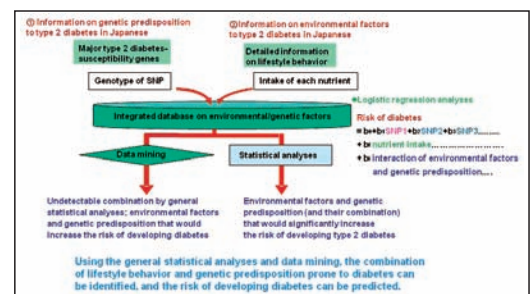 ① Information on genetic predisposition
to type 2 diabetes in Japanese
② Information on environmental factors
to type 2 diabetes in Japanese
Major type 2 diabetes-
susceptibility genes
Detailed information
on lifestyle behavior
Genotype of SNP
Intake of each nutrient
Integrated database on environmental/genetic factors
Logistic regression analyses
Risk of diabetes
SNP1 SNP2 SNP3
nutrient intake
interaction of environmental factors
and genetic predisposition
Data mining
Statistical analyses
Undetectable combination by general
statistical analyses; environmental factors
and genetic predisposition that would
increase the risk of developing diabetes
Environmental factors and genetic
predisposition (and their combination)
that would significantly increase
the risk of developing type 2 diabetes
Using the general statistical analyses and data mining, the combination
of lifestyle behavior and genetic predisposition prone to diabetes can
be identified, and the risk of developing diabetes can be predicted.